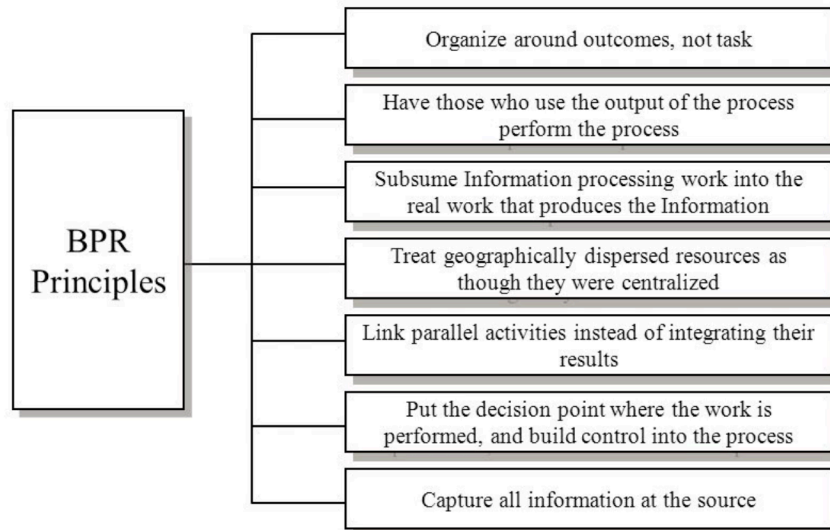 BPR
Principles
Organize around outcomes, not task
Have those who use the output of the process
perform the process
Subsume Information processing work into the
real work that produces the Information
Treat geographically dispersed resources as
though they were centralized
Link parallel activities instead of integrating their
results
Put the decision point where the work is
performed, and build control into the process
Capture all information at the source